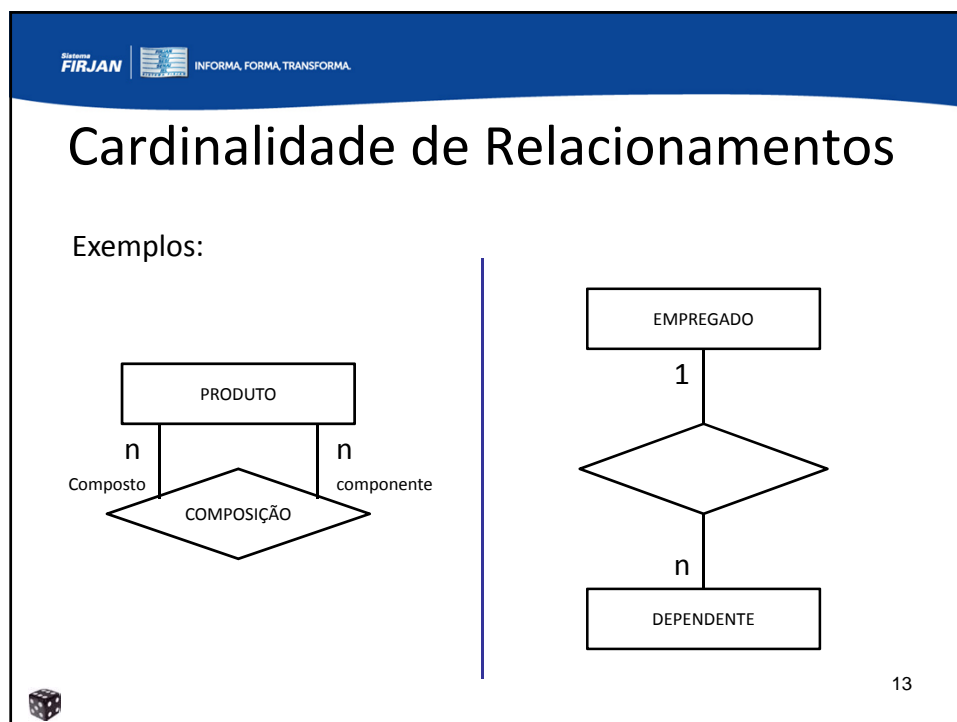 Sistema
FIRJAN
INFORMA, FORMA, TRANSFORMA.
Cardinalidade de Relacionamentos
Exemplos:
PRODUTO
n
n
Composto
componente
COMPOSIÇÃO
EMPREGADO
1
n
DEPENDENTE
13